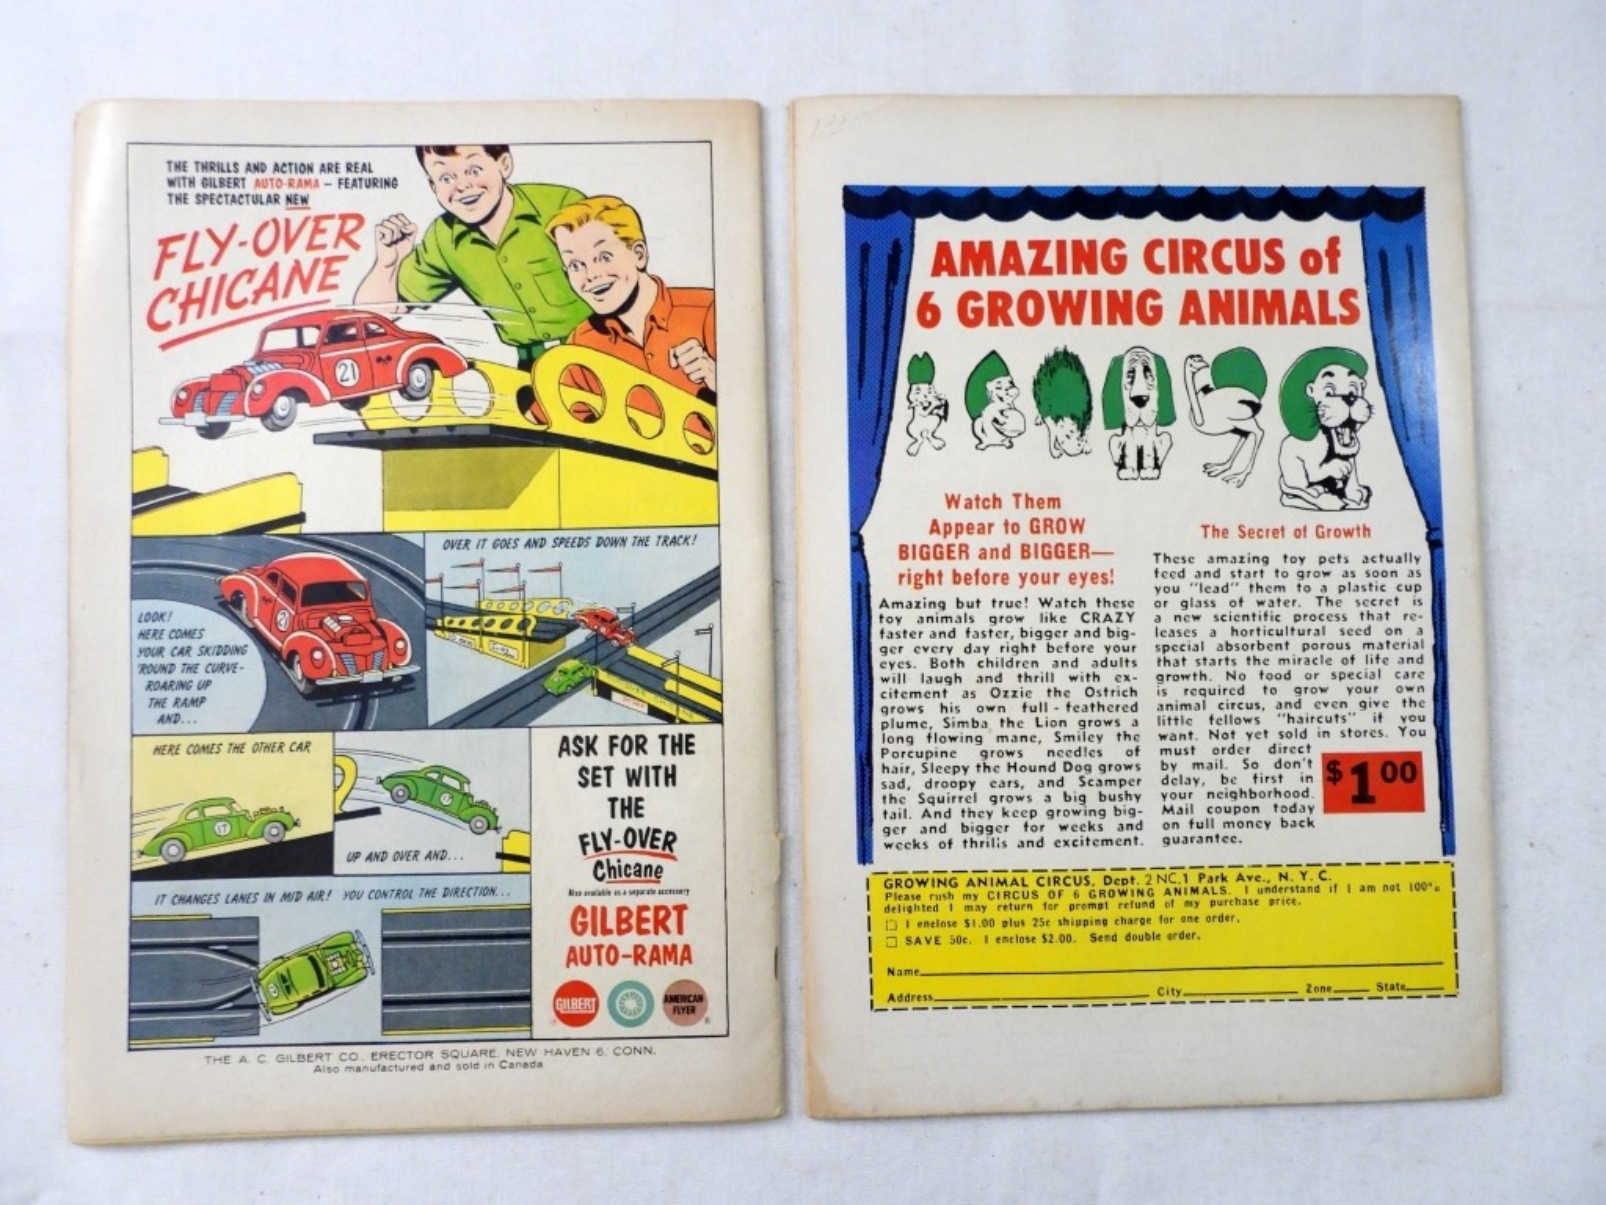 THE THRILLS AND ACTION ARE REAL
WITH GILBERT AUTO-RAMA – FEATURING
THE SPECTACULAR NEW
FLY-OVER
CHICANE
21
LOOK!
HERE COMES
YOUR CAR SKIDDING
'ROUND THE CURVE-
ROARING UP
THE RAMP
AND...
21
OVER IT GOES AND SPEEDS DOWN THE TRACK!
HERE COMES THE OTHER CAR
17
17
UP AND OVER AND...
IT CHANGES LANES IN MID AIR! YOU CONTROL THE DIRECTION...
ASK FOR THE
SET WITH
THE
FLY-OVER
Chicane
Also available as a separate accessory
GILBERT
AUTO-RAMA
GILBERT
AMERICAN
FLYER
THE A. C. GILBERT CO., ERECTOR SQUARE, NEW HAVEN 6, CONN.
Also manufactured and sold in Canada
AMAZING CIRCUS of
6 GROWING ANIMALS
Watch Them
Appear to GROW
BIGGER and BIGGER—
right before your eyes!
Amazing but true! Watch these
toy animals grow like CRAZY
faster and faster, bigger and big-
ger every day right before your
eyes. Both children and adults
will laugh and thrill with ex-
citement as Ozzie the Ostrich
grows his own full - feathered
plume, Simba the Lion grows a
long flowing mane, Smiley the
Porcupine grows needles of
hair, Sleepy the Hound Dog grows
sad, droopy ears, and Scamper
the Squirrel grows a big bushy
tail. And they keep growing big-
ger and bigger for weeks and
weeks of thrills and excitement.
The Secret of Growth
These amazing toy pets actually
feed and start to grow as soon as
you "lead" them to a plastic cup
or glass of water. The secret is
a new scientific process that re-
leases a horticultural seed on a
special absorbent porous material
that starts the miracle of life and
growth. No food or special care
is required to grow your own
animal circus, and even give the
little fellows "haircuts" if you
want. Not yet sold in stores. You
must order direct
by mail. So don't
delay, be first in
your neighborhood.
Mail coupon today
on full money back
guarantee.
$1 00
GROWING ANIMAL CIRCUS, Dept. 2 NC, 1 Park Ave., N. Y. C.
Please rush my CIRCUS OF 6 GROWING ANIMALS. I understand if I am not 100%
delighted I may return for prompt refund of my purchase price.
□ I enclose $1.00 plus 25c shipping charge for one order.
□ SAVE 50c. I enclose $2.00. Send double order.
Name
Address City Zone State